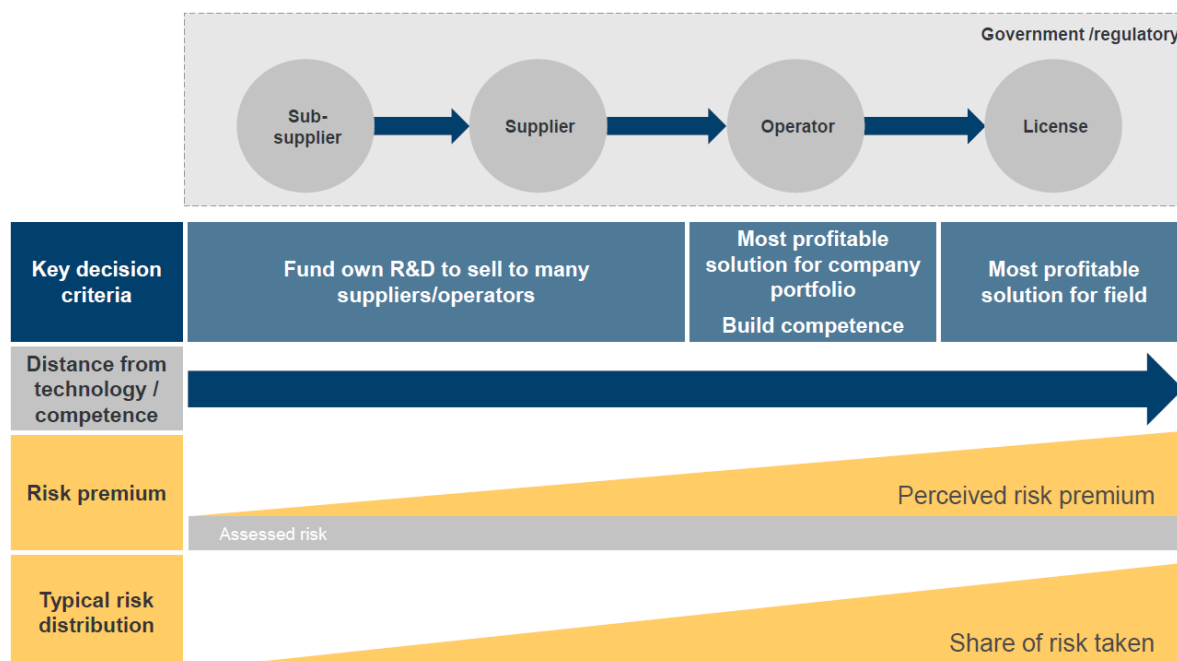 Government /regulatory
Sub-
supplier
Supplier
Operator
License
Key decision
criteria
Fund own R&D to sell to many
suppliers/operators
Most profitable
solution for company
portfolio
Build competence
Most profitable
solution for field
Distance from
technology /
competence
Risk premium
Perceived risk premium
Assessed risk
Typical risk
distribution
Share of risk taken